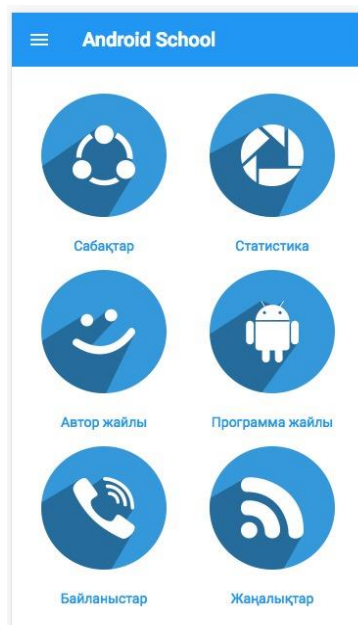 Android School
Сабақтар
Статистика
Автор жайлы
Программа жайлы
Байланыстар
Жаңалықтар